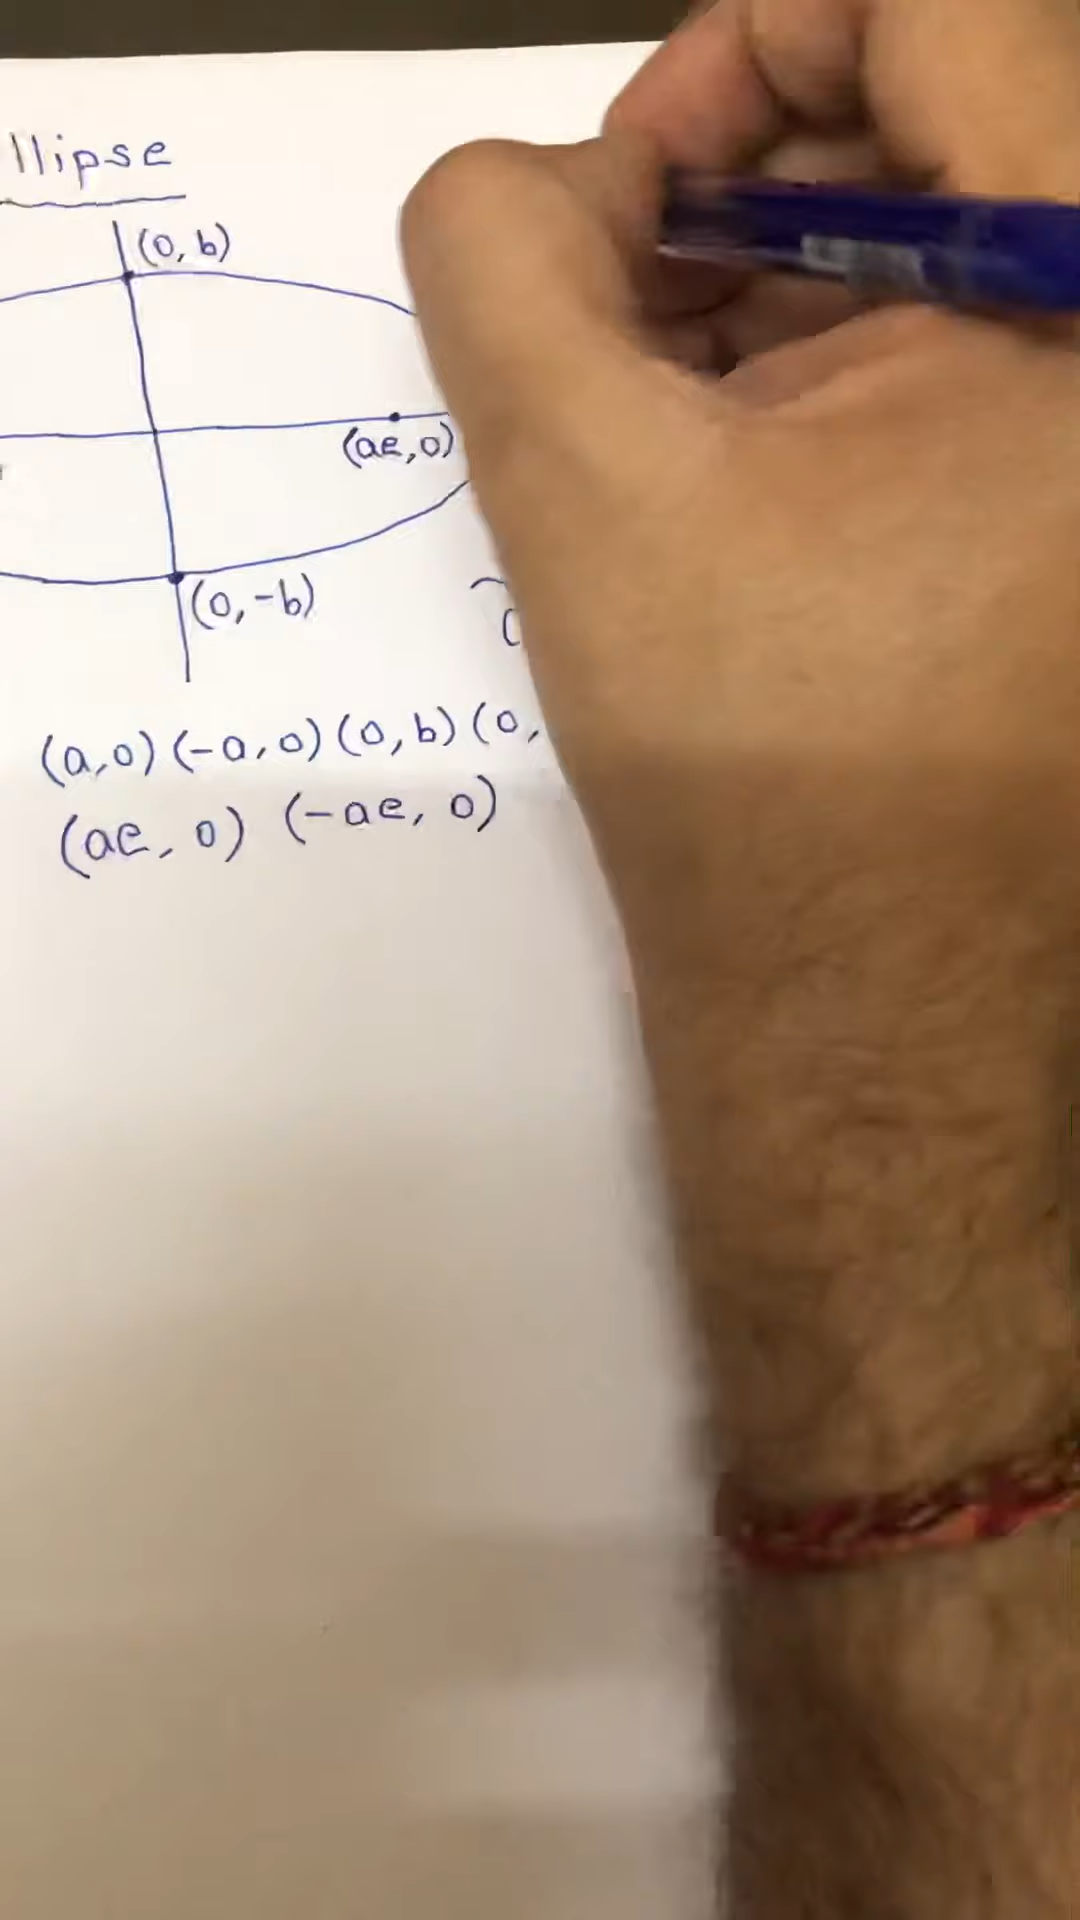 llipse
(0, b)
(ae, 0)
(0, -b)
(a, 0) (-a, 0) (0, b) (0,
(ae, 0) (-ae, 0)